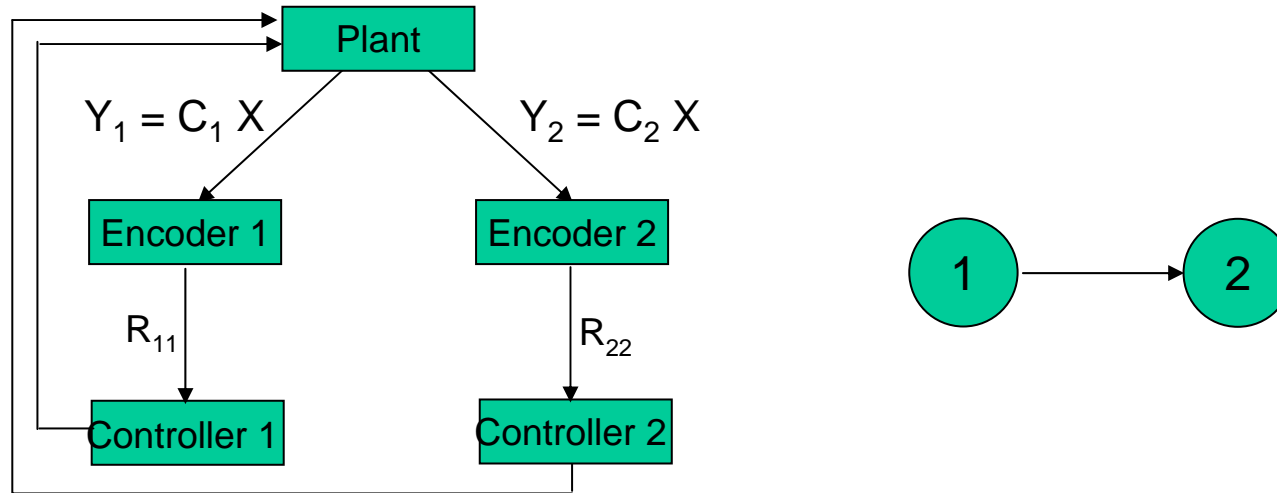 Plant
Y₁ = C₁ X
Y₂ = C₂ X
Encoder 1
Encoder 2
1
2
R₁₁
R₂₂
Controller 1
Controller 2